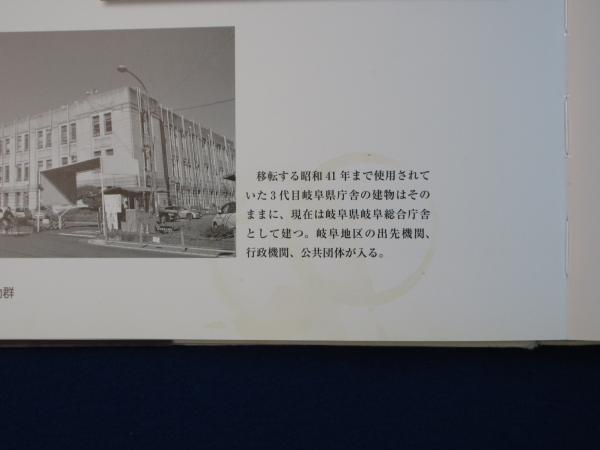 移転する昭和 41 年まで使用されて
いた 3 代目岐阜県庁舎の建物はその
ままに、現在は岐阜県岐阜総合庁舎
として建つ。岐阜地区の出先機関、
行政機関、公共団体が入る。
群